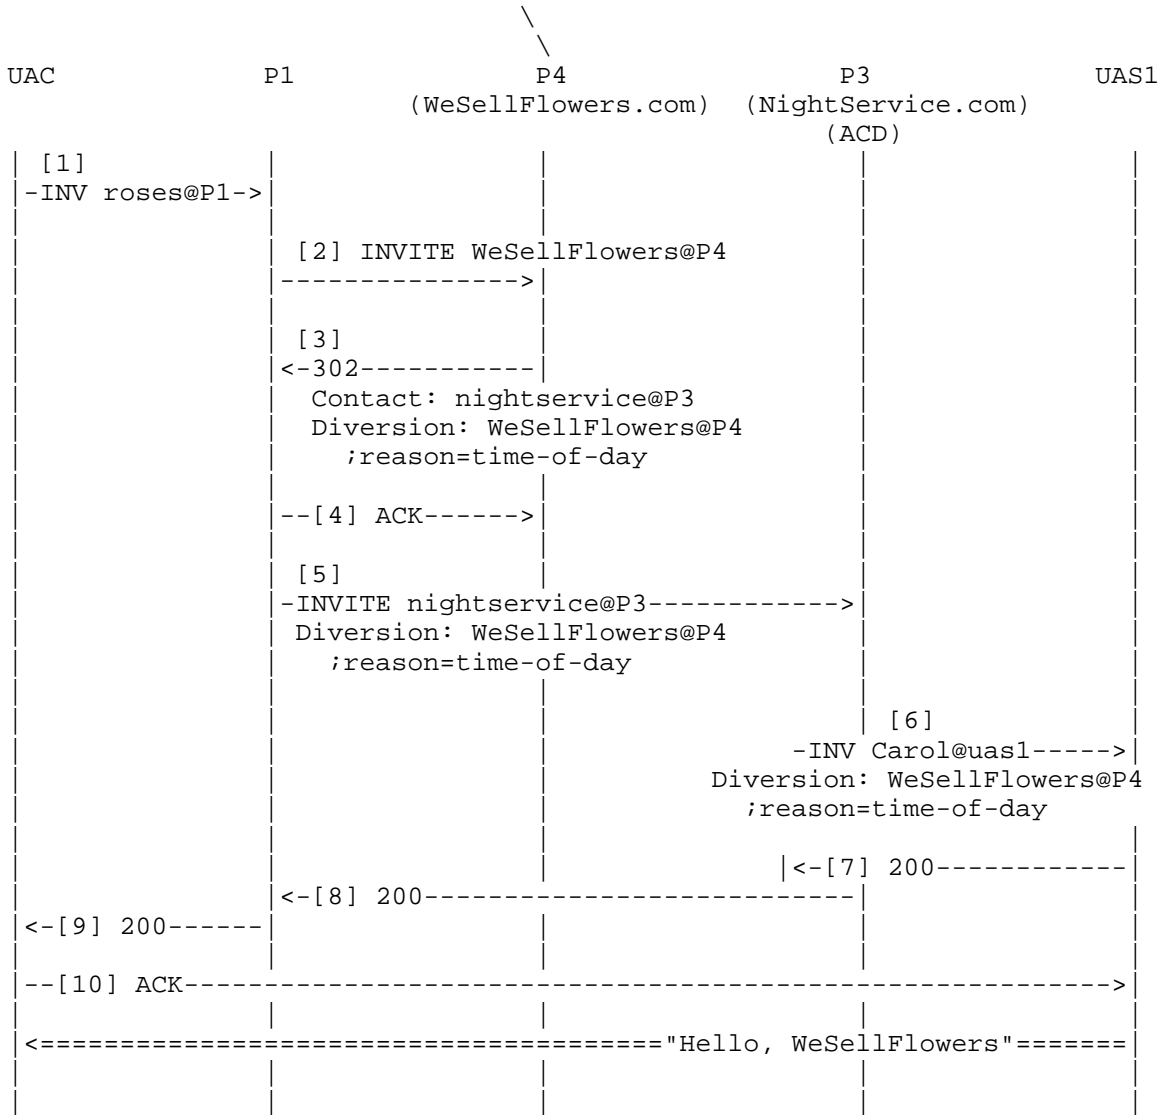 \
\
UAC P1 P4 P3 UAS1
(WeSellFlowers.com) (NightService.com)
(ACD)
| [1] | | | |
|-INV roses@P1->| | | |
| | | | |
| | [2] INVITE WeSellFlowers@P4 | |
| |--------------->| | |
| | | | |
| | [3] | | |
| |<-302-----------| | |
| | Contact: nightservice@P3 | |
| | Diversion: WeSellFlowers@P4 | |
| | ;reason=time-of-day | |
| | | | |
| |--[4] ACK------>| | |
| | | | |
| | [5] | | |
| |-INVITE nightservice@P3------------>| |
| | Diversion: WeSellFlowers@P4 | |
| | ;reason=time-of-day | |
| | | | |
| | | | [6] |
| | | -INV Carol@uas1----->|
| | | Diversion: WeSellFlowers@P4
| | | ;reason=time-of-day
| | | | |
| | | |<-[7] 200------------|
| |<-[8] 200---------------------------| |
|<-[9] 200------| | | |
| | | | |
|--[10] ACK---------------------------------------------------------->|
| | | | |
|<======================================="Hello, WeSellFlowers"=======|
| | | | |
| | | | |